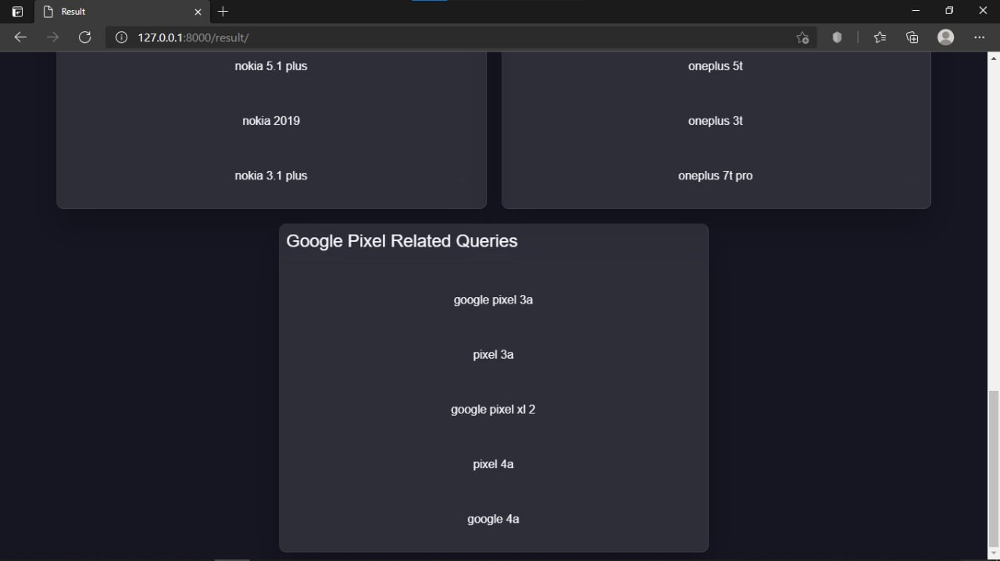 Result
127.0.0.1:8000/result/
nokia 5.1 plus
nokia 2019
nokia 3.1 plus
oneplus 5t
oneplus 3t
oneplus 7t pro
Google Pixel Related Queries
google pixel 3a
pixel 3a
google pixel xl 2
pixel 4a
google 4a